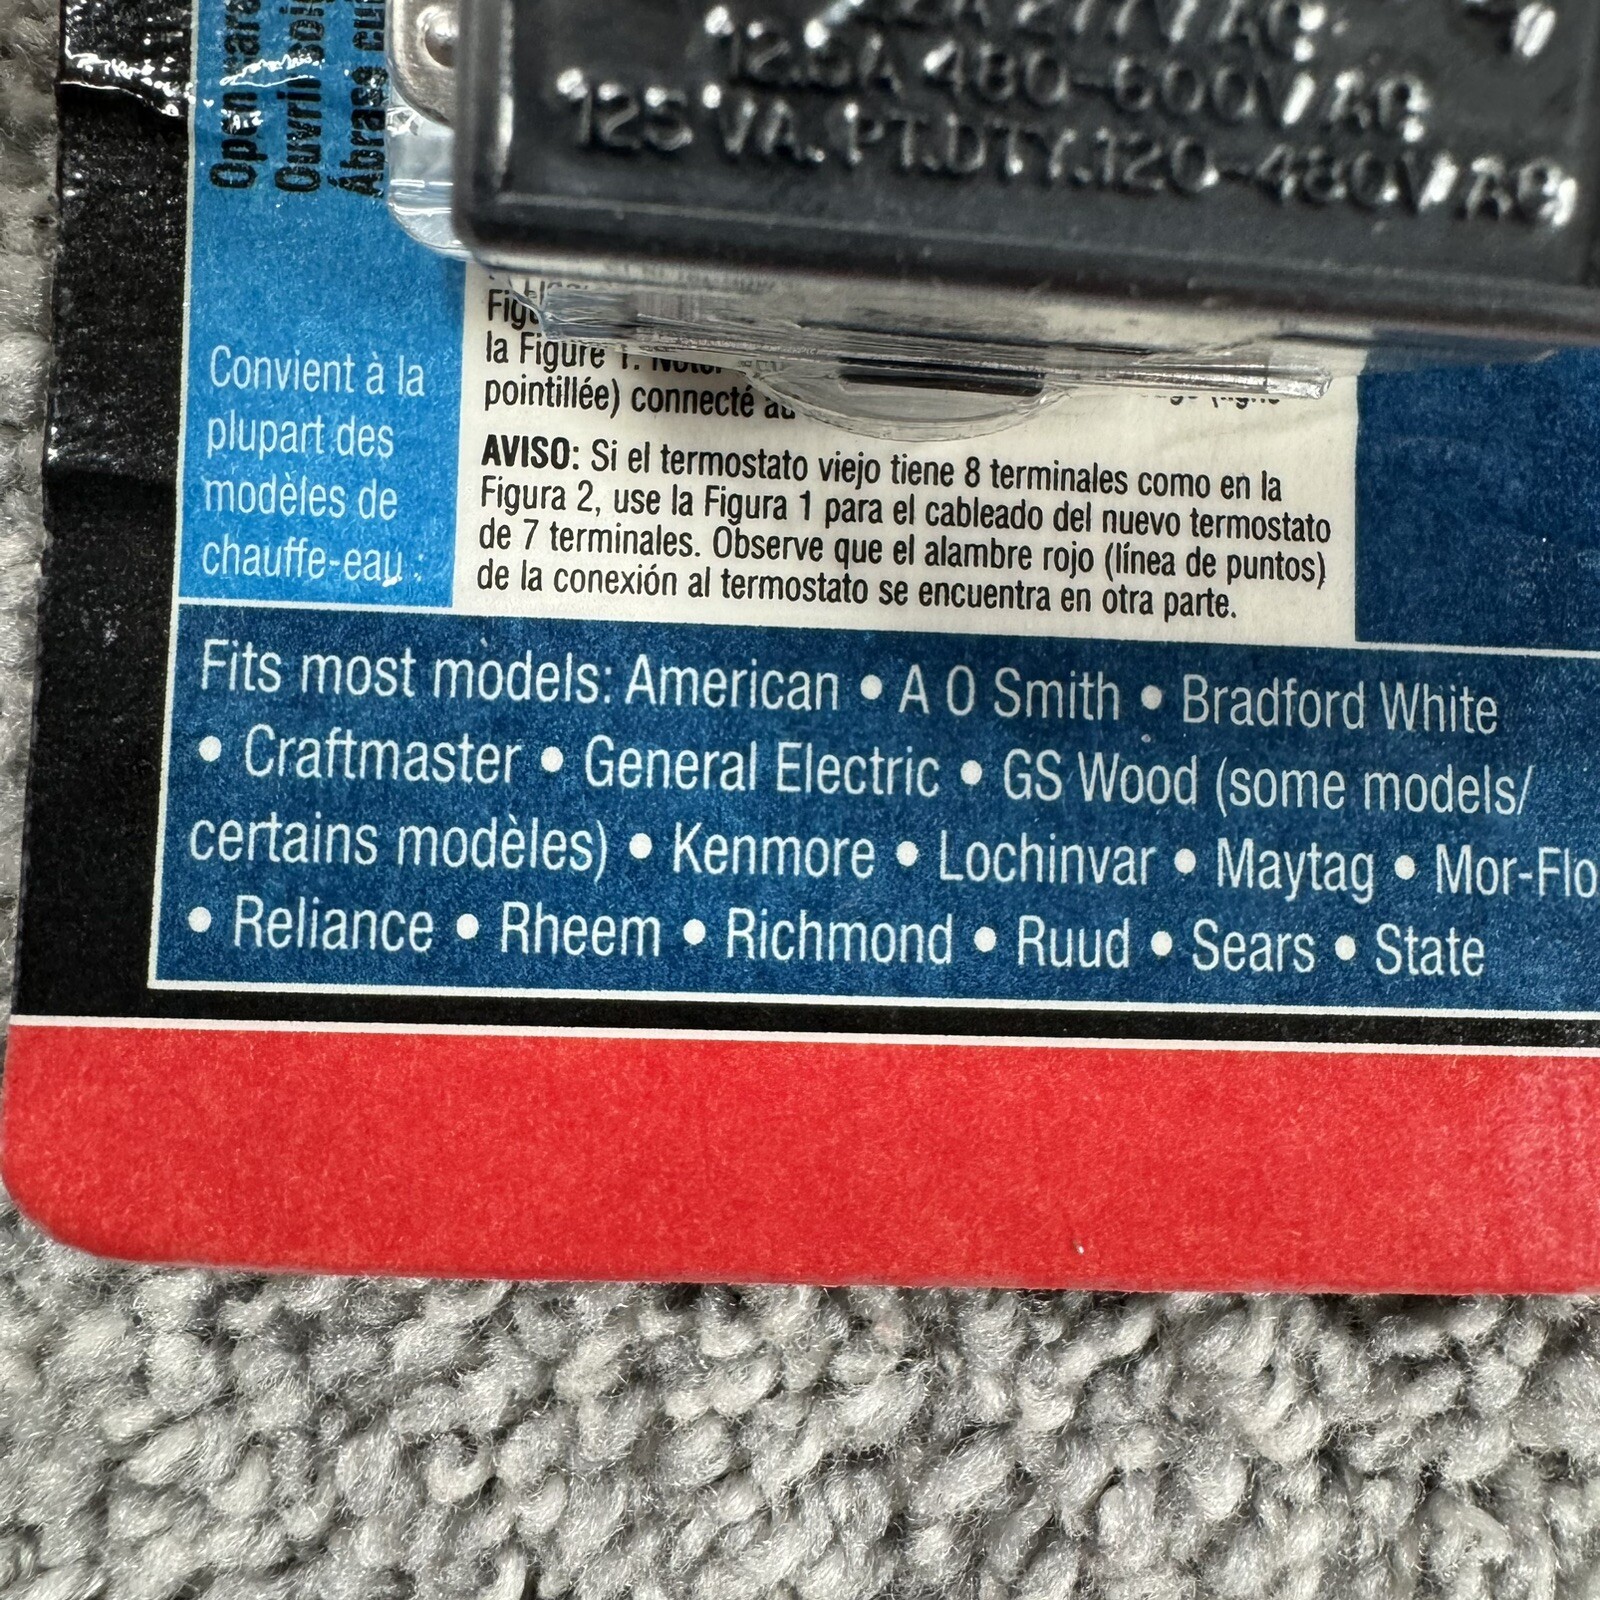 277V AC
12.5A 480-600V AC
125 VA. PT.DTY.120-480V AC
Open
Convient à la
plupart des
modèles de
chauffe-eau :
la Figure 1.
pointillée) connecté au
AVISO: Si el termostato viejo tiene 8 terminales como en la
Figura 2, use la Figura 1 para el cableado del nuevo termostato
de 7 terminales. Observe que el alambre rojo (línea de puntos)
de la conexión al termostato se encuentra en otra parte.
Fits most models: American • A O Smith • Bradford White
• Craftmaster • General Electric • GS Wood (some models/
certains modèles) • Kenmore • Lochinvar • Maytag • Mor-Flo
• Reliance • Rheem • Richmond • Ruud • Sears • State